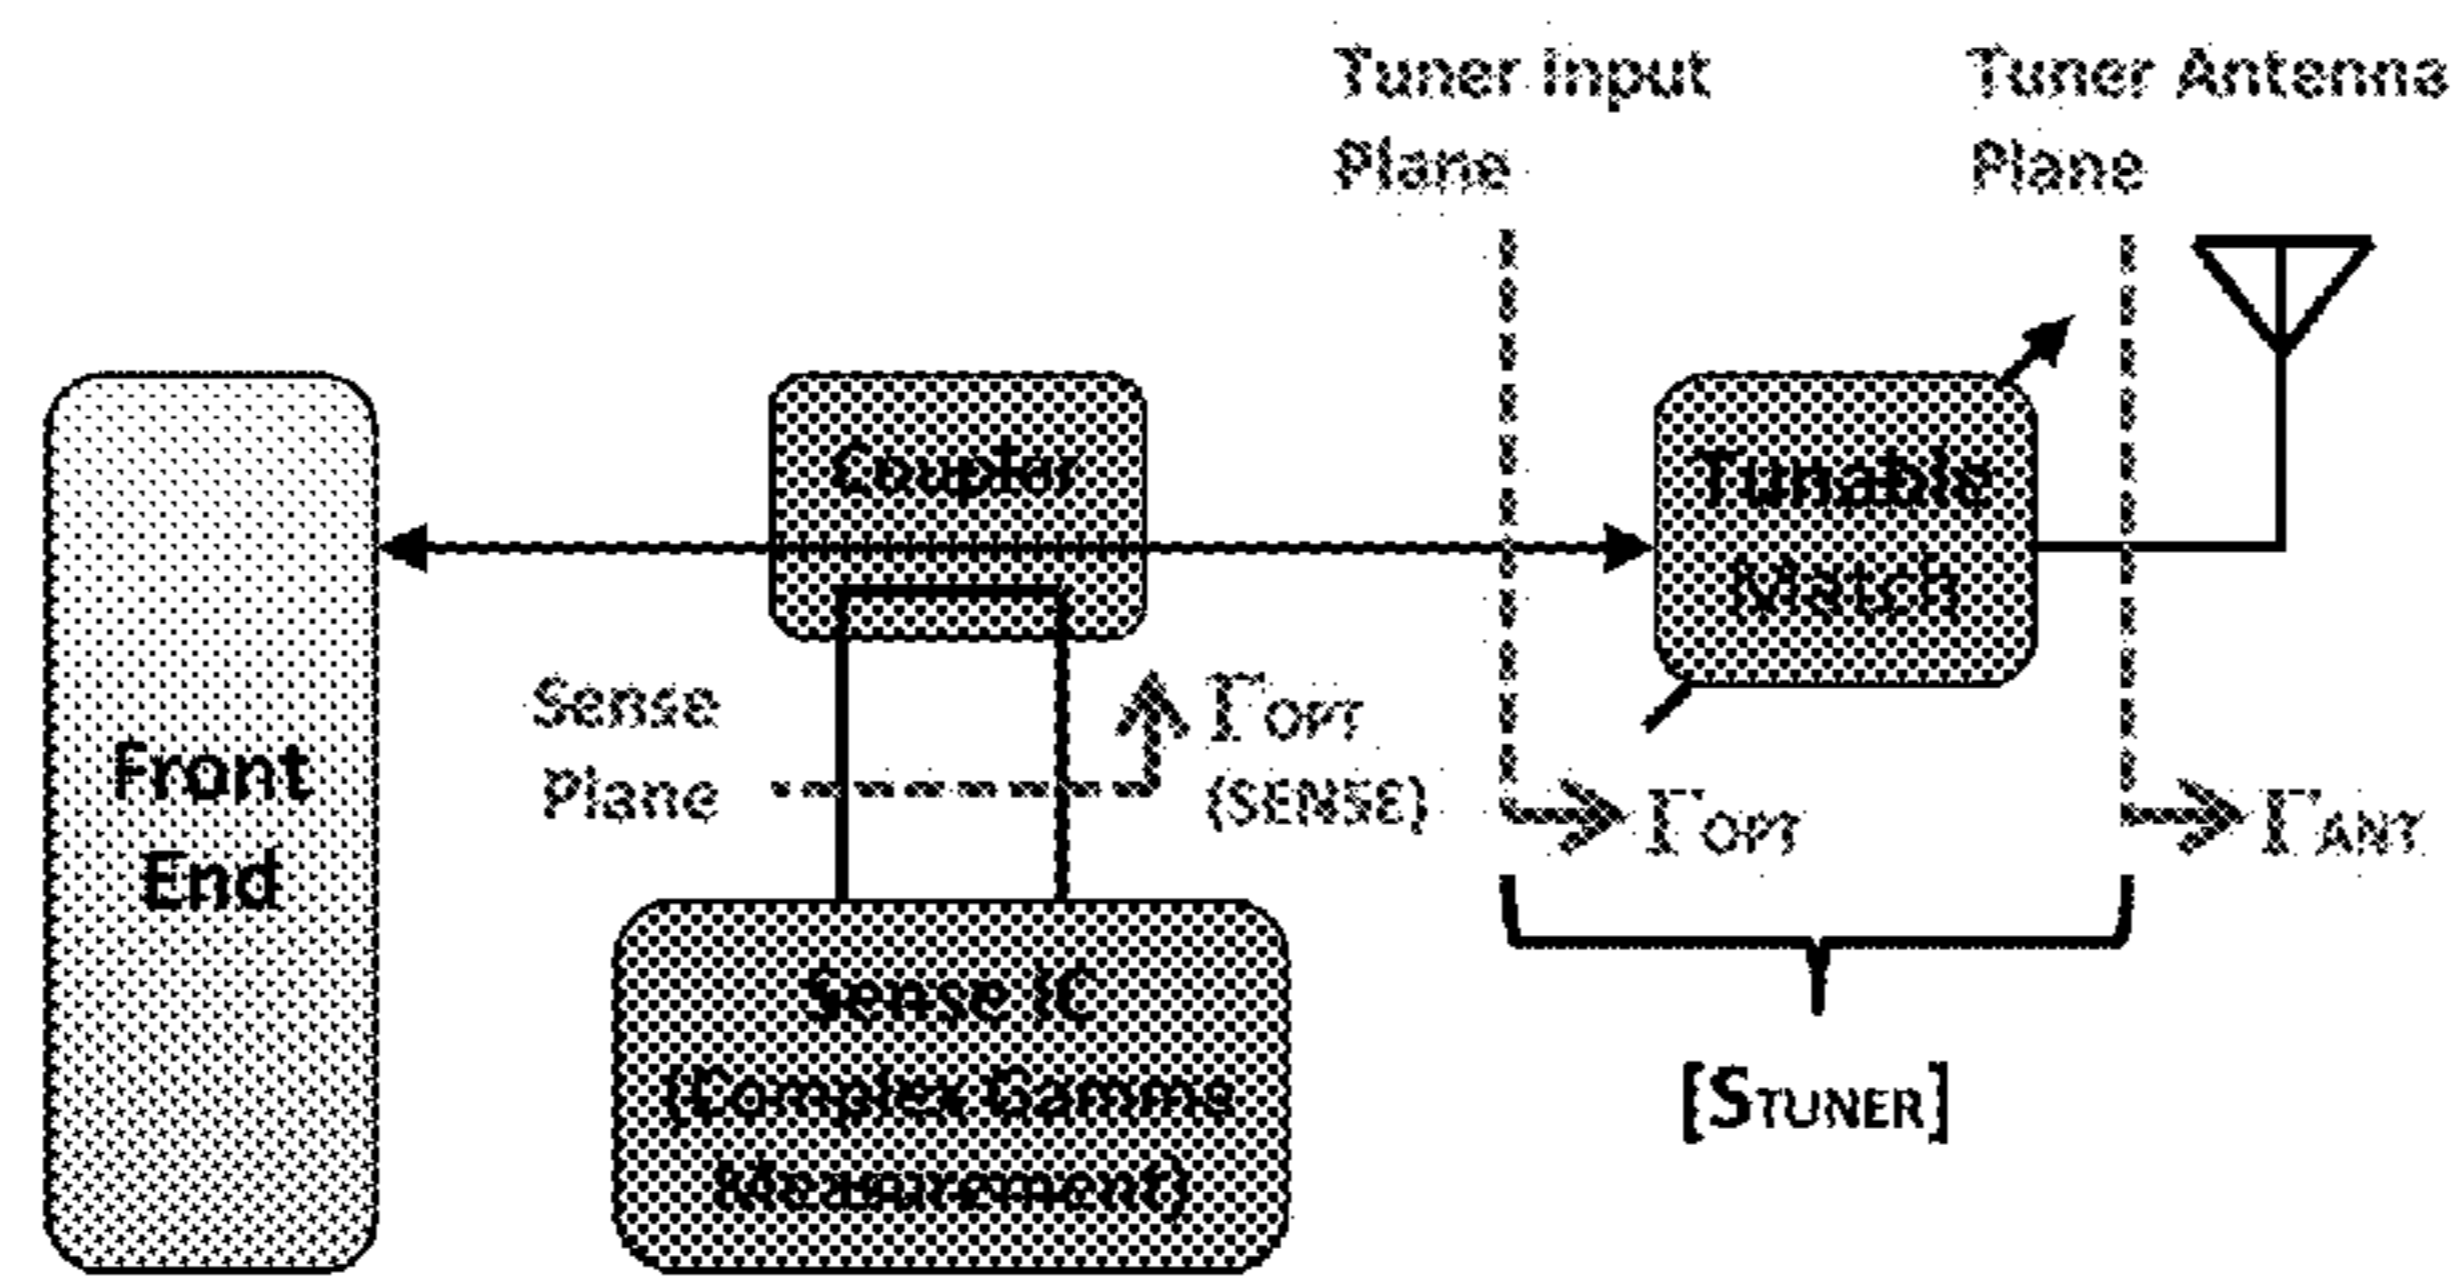 Tuner Input
Plane
Tuner Antenna
Plane
Coupler
Tunable
Match
Sense
Plane
ΓOPT
(SENSE)
ΓOPT
ΓANT
Front
End
Sense IC
(Complex Gamma
Measurement)
[STUNER]